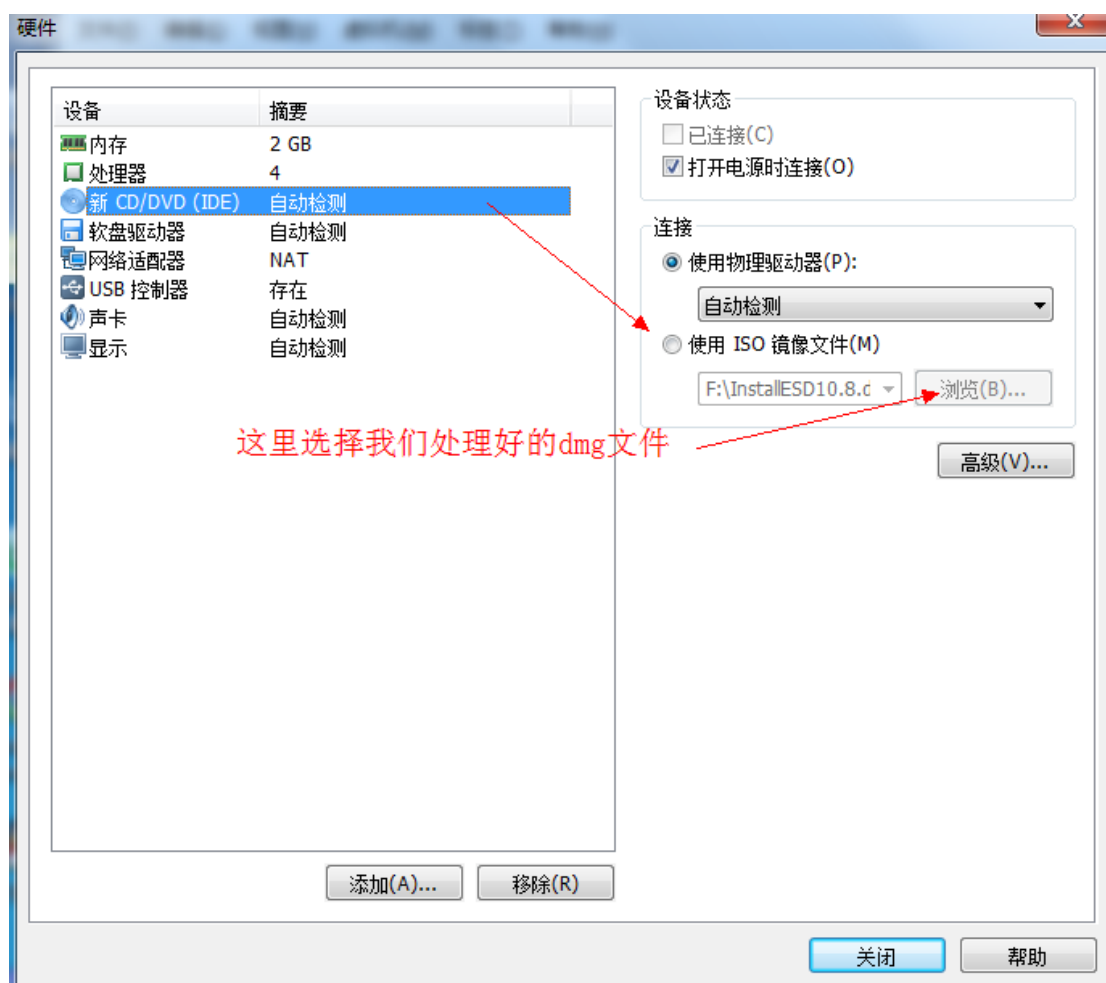 硬件
设备 摘要
内存 2 GB
处理器 4
新 CD/DVD (IDE) 自动检测
软盘驱动器 自动检测
网络适配器 NAT
USB 控制器 存在
声卡 自动检测
显示 自动检测
添加(A)... 移除(R)
设备状态
已连接(C)
打开电源时连接(O)
连接
使用物理驱动器(P):
自动检测
使用 ISO 镜像文件(M)
F:\InstallESD10.8.d 浏览(B)...
这里选择我们处理好的dmg文件
高级(V)...
关闭 帮助